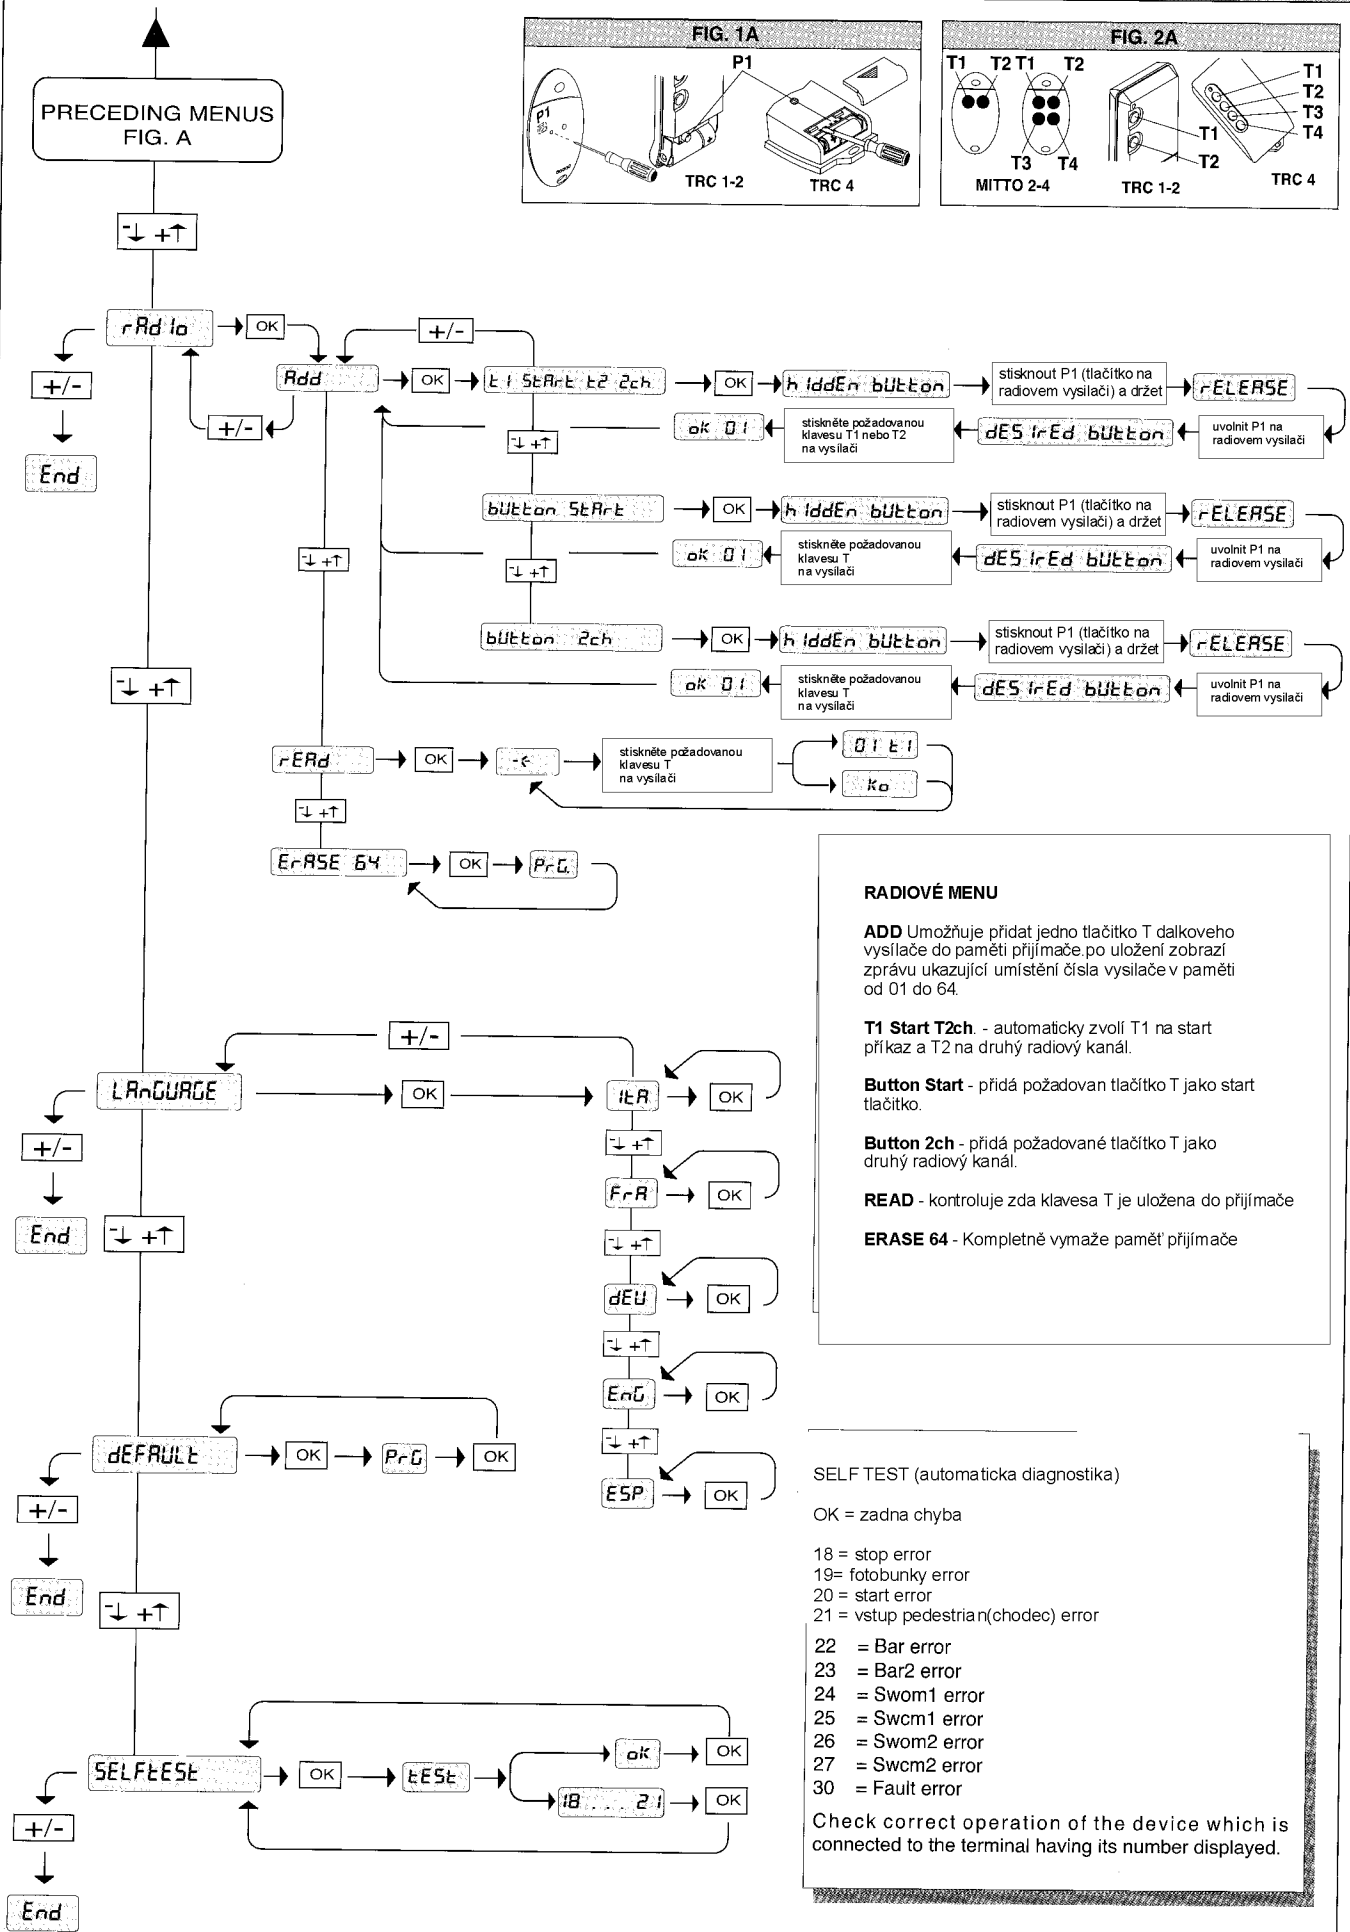 PRECEDING MENUS
FIG. A
FIG. 1A
P1
P1
TRC 1-2
TRC 4
FIG. 2A
T1 T2 T1 T2
T3 T4
T1
T2
T1
T2
T3
T4
MITTO 2-4
TRC 1-2
TRC 4
-↓ +↑
rAdIo
OK
+/-
End
+/-
+/-
Add
OK
t1 StArt t2 2ch
OK
hIddEn bUtton
stisknout P1 (tlačítko na
radiovem vysilači) a držet
rELEASE
uvolnit P1 na
radiovem vysilači
dESIrEd bUtton
stiskněte požadovanou
klavesu T1 nebo T2
na vysílači
oK 01
-↓ +↑
bUtton StArt
OK
hIddEn bUtton
stisknout P1 (tlačítko na
radiovem vysilači) a držet
rELEASE
uvolnit P1 na
radiovem vysilači
dESIrEd bUtton
stiskněte požadovanou
klavesu T
na vysílači
oK 01
-↓ +↑
-↓ +↑
bUtton 2ch
OK
hIddEn bUtton
stisknout P1 (tlačítko na
radiovem vysilači) a držet
rELEASE
uvolnit P1 na
radiovem vysilači
dESIrEd bUtton
stiskněte požadovanou
klavesu T
na vysílači
oK 01
-↓ +↑
rEAd
OK
stiskněte požadovanou
klavesu T
na vysílači
01 t1
Ko
-↓ +↑
ErASE 64
OK
PrG.
RADIOVÉ MENU
ADD Umožňuje přidat jedno tlačitko T dalkoveho
vysílače do paměti přijímače.po uložení zobrazí
zprávu ukazující umístění čísla vysilače v paměti
od 01 do 64.
T1 Start T2ch. - automaticky zvolí T1 na start
příkaz a T2 na druhý radiový kanál.
Button Start - přidá požadovan tlačítko T jako start
tlačitko.
Button 2ch - přidá požadované tlačítko T jako
druhý radiový kanál.
READ - kontroluje zda klavesa T je uložena do přijímače
ERASE 64 - Kompletně vymaže paměť přijímače
+/-
LAnGUAGE
OK
ItA
OK
+/-
End
-↓ +↑
-↓ +↑
FrA
OK
-↓ +↑
dEU
OK
-↓ +↑
EnG
OK
-↓ +↑
ESP
OK
dEFAULt
OK
PrG
OK
+/-
End
-↓ +↑
SELFtESt
OK
tESt
oK
OK
18 .... 21
OK
+/-
End
SELF TEST (automaticka diagnostika)
OK = zadna chyba
18 = stop error
19= fotobunky error
20 = start error
21 = vstup pedestrian(chodec) error
22 = Bar error
23 = Bar2 error
24 = Swom1 error
25 = Swcm1 error
26 = Swom2 error
27 = Swcm2 error
30 = Fault error
Check correct operation of the device which is
connected to the terminal having its number displayed.